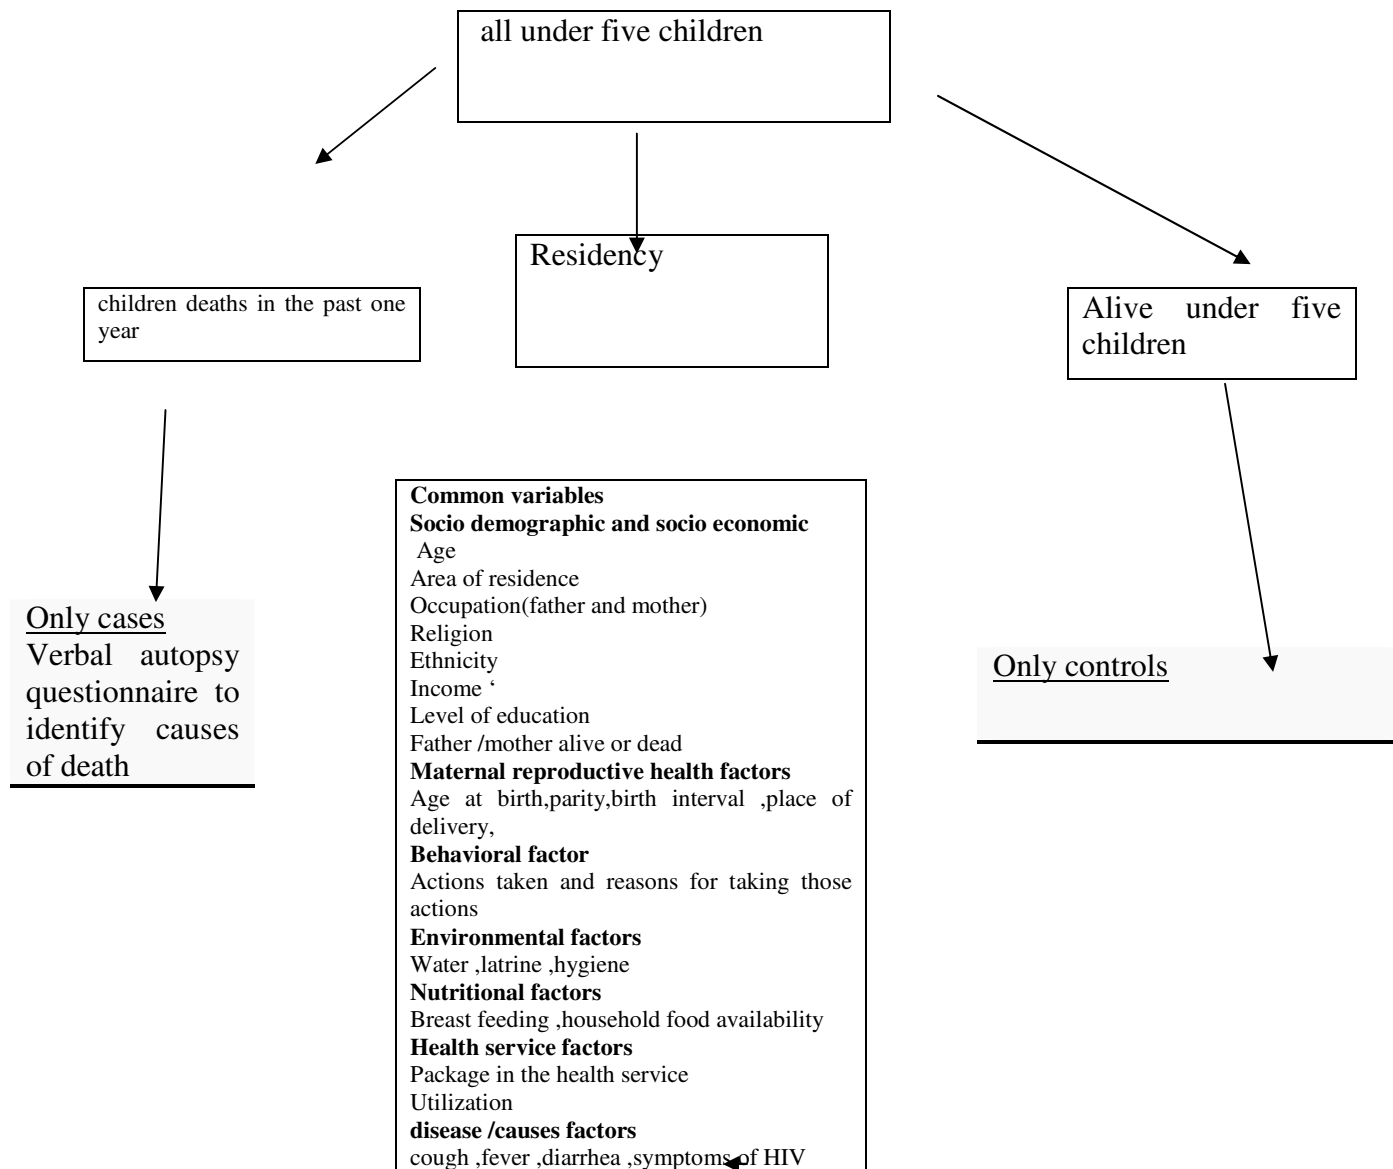 all under five children
Residency
children deaths in the past one
year
Alive under five
children
Common variables
Socio demographic and socio economic
Age
Area of residence
Occupation(father and mother)
Religion
Ethnicity
Income ‘
Level of education
Father /mother alive or dead
Maternal reproductive health factors
Age at birth,parity,birth interval ,place of
delivery,
Behavioral factor
Actions taken and reasons for taking those
actions
Environmental factors
Water ,latrine ,hygiene
Nutritional factors
Breast feeding ,household food availability
Health service factors
Package in the health service
Utilization
disease /causes factors
cough ,fever ,diarrhea ,symptoms of HIV
Only cases
Verbal autopsy
questionnaire to
identify causes
of death
Only controls